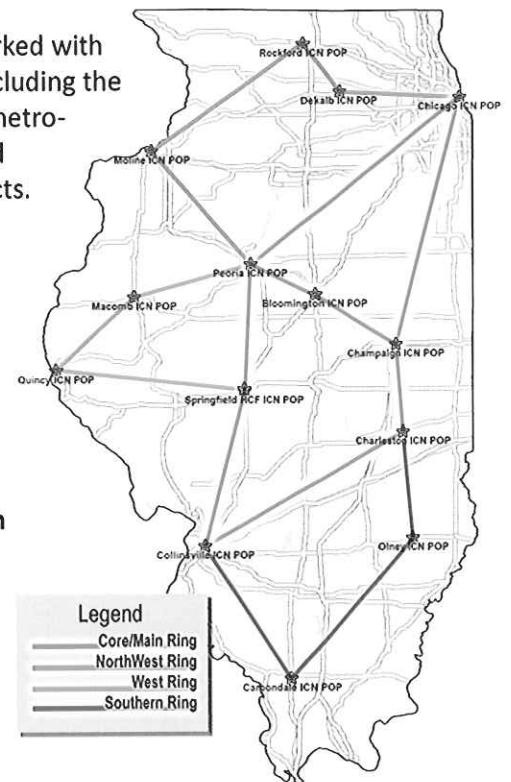 rked with
cluding the
metro-
d
cts.
n
Rockford ICN POP
Dekalb ICN POP
Chicago ICN POP
Moline ICN POP
Peoria ICN POP
Macomb ICN POP
Bloomington ICN POP
Champaign ICN POP
Quincy ICN POP
Springfield RCF ICN POP
Charleston ICN POP
Collinsville ICN POP
Olney ICN POP
Carbondale ICN POP
Legend
Core/Main Ring
NorthWest Ring
West Ring
Southern Ring